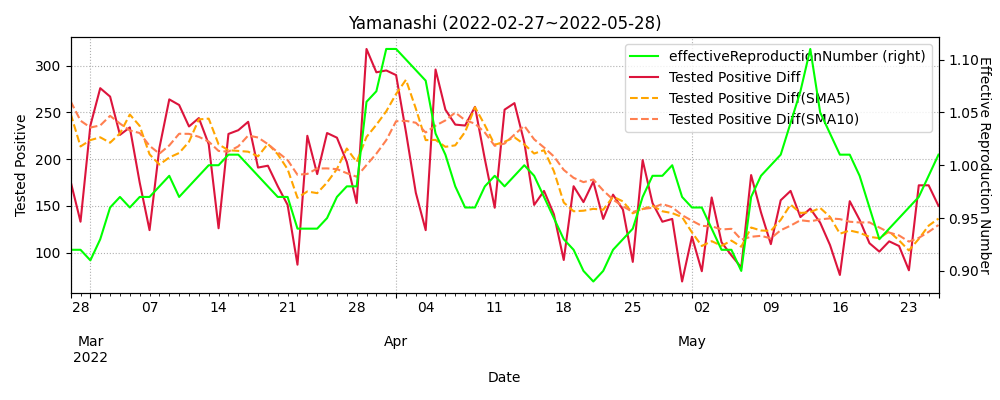 Yamanashi (2022-02-27~2022-05-28)
effectiveReproductionNumber (right)
Tested Positive Diff
Tested Positive Diff(SMA5)
Tested Positive Diff(SMA10)
Tested Positive
300
250
200
150
100
1.10
1.05
1.00
0.95
0.90
Effective Reproduction Number
28 07 14 21 28 04 11 18 25 02 09 16 23
Mar Apr May
2022
Date